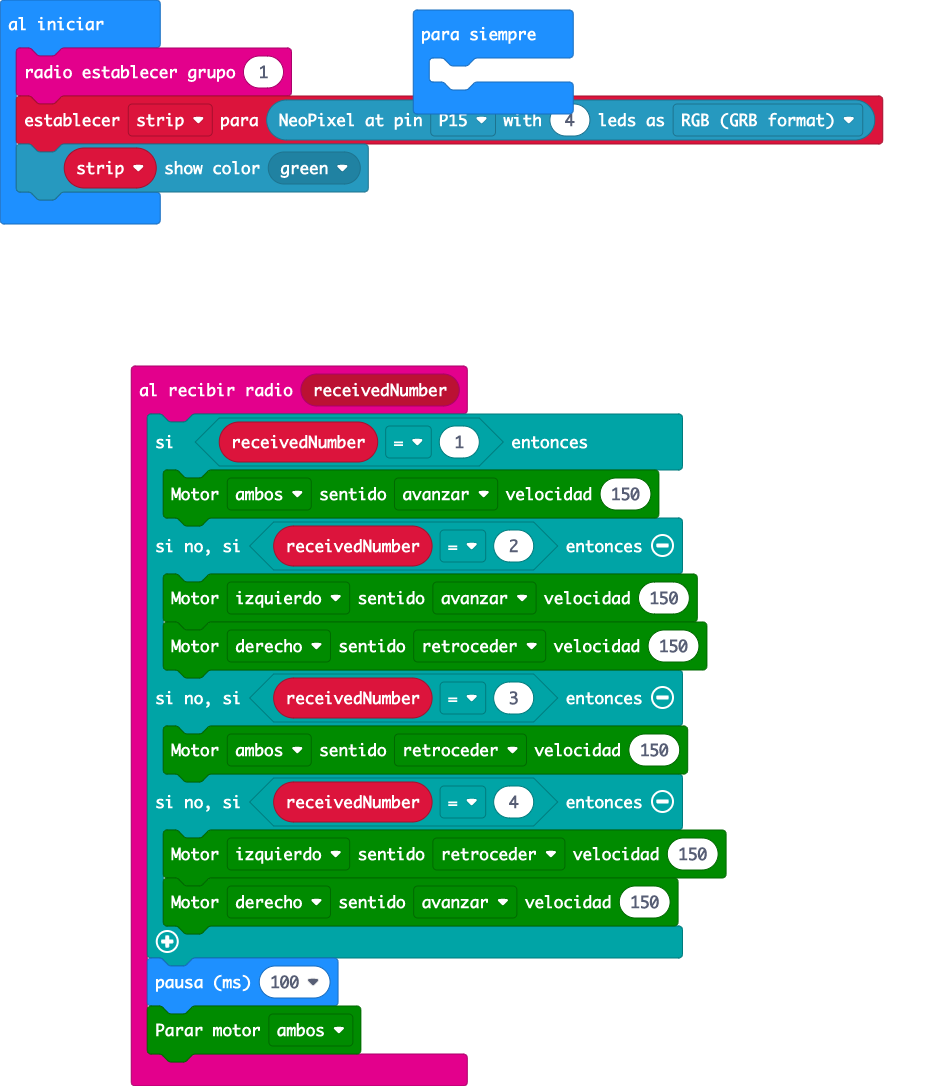 al iniciar
para siempre
radio establecer grupo 1
establecer strip para NeoPixel at pin P15 with 4 leds as RGB (GRB format)
strip show color green
al recibir radio receivedNumber
si receivedNumber = 1 entonces
Motor ambos sentido avanzar velocidad 150
si no, si receivedNumber = 2 entonces
Motor izquierdo sentido avanzar velocidad 150
Motor derecho sentido retroceder velocidad 150
si no, si receivedNumber = 3 entonces
Motor ambos sentido retroceder velocidad 150
si no, si receivedNumber = 4 entonces
Motor izquierdo sentido retroceder velocidad 150
Motor derecho sentido avanzar velocidad 150
pausa (ms) 100
Parar motor ambos